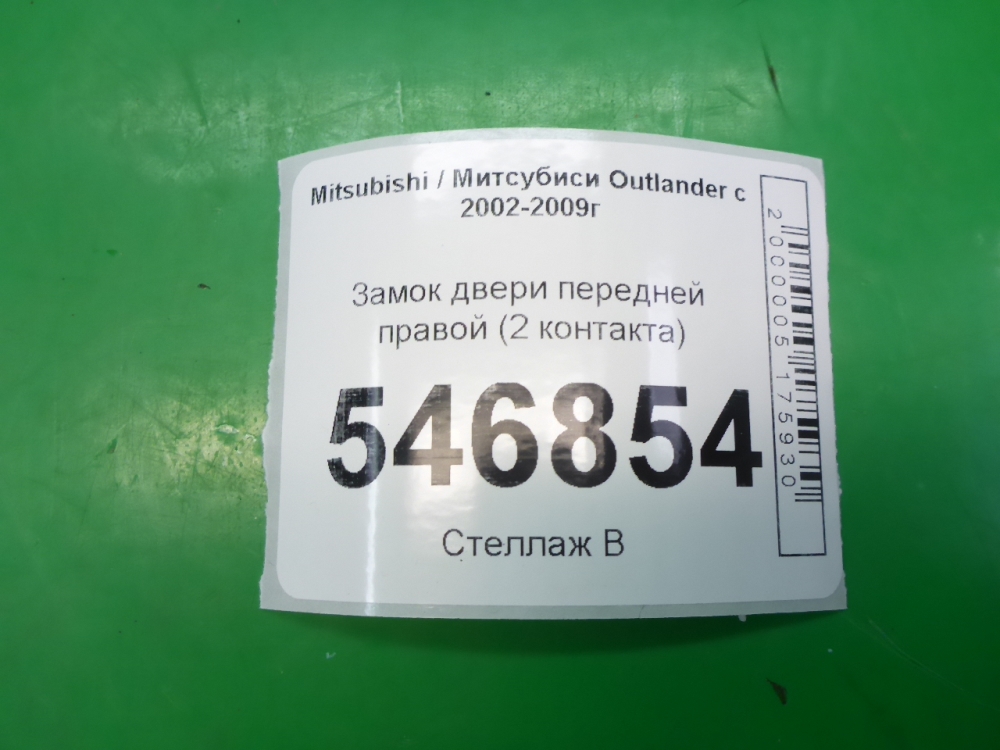 Mitsubishi / Митсубиси Outlander с
2002-2009г
Замок двери передней
правой (2 контакта)
546854
Стеллаж В
2000005175930